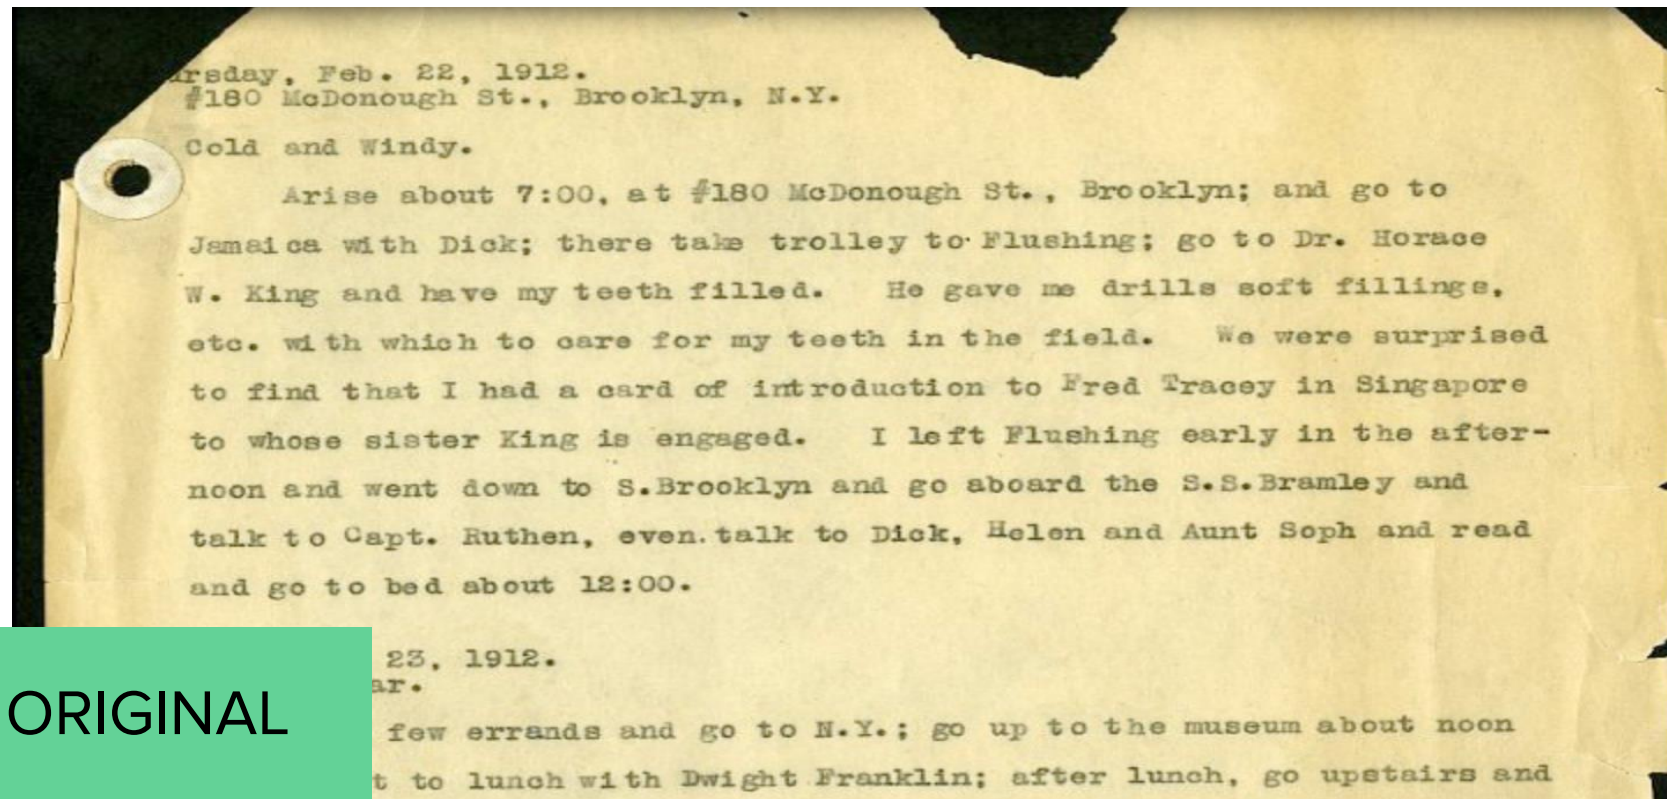 rsday, Feb. 22, 1912.
#180 McDonough St., Brooklyn, N.Y.
Cold and Windy.
Arise about 7:00, at #180 McDonough St., Brooklyn; and go to
Jamaica with Dick; there take trolley to Flushing; go to Dr. Horace
W. King and have my teeth filled. He gave me drills soft fillings,
etc. with which to care for my teeth in the field. We were surprised
to find that I had a card of introduction to Fred Tracey in Singapore
to whose sister King is engaged. I left Flushing early in the after-
noon and went down to S.Brooklyn and go aboard the S.S.Bramley and
talk to Capt. Ruthen, even.talk to Dick, Helen and Aunt Soph and read
and go to bed about 12:00.
23, 1912.
ar.
few errands and go to N.Y.; go up to the museum about noon
t to lunch with Dwight Franklin; after lunch, go upstairs and
ORIGINAL